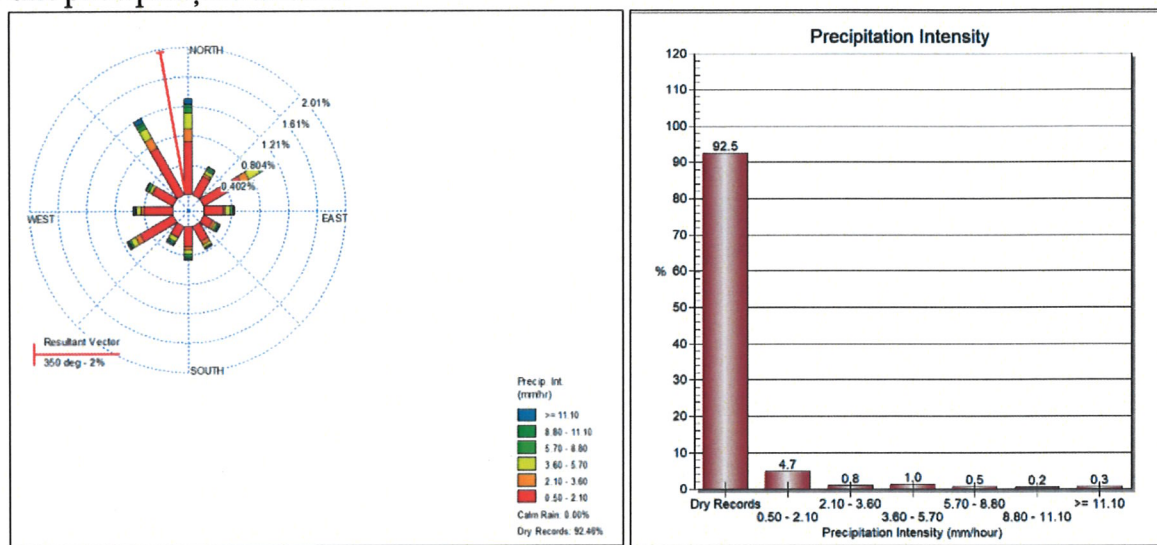 NORTH
2.01%
1.61%
1.21%
0.804%
0.402%
WEST
EAST
Resultant Vector
350 deg - 2%
SOUTH
Precip. Int.
(mm/hr)
>= 11.10
8.80 - 11.10
5.70 - 8.80
3.60 - 5.70
2.10 - 3.60
0.50 - 2.10
Calm Rain: 0.00%
Dry Records: 92.46%
Precipitation Intensity
120
110
100
90
80
70
%
60
50
40
30
20
10
0
92.5
4.7
0.8
1.0
0.5
0.2
0.3
Dry Records
0.50 - 2.10
2.10 - 3.60
3.60 - 5.70
5.70 - 8.80
8.80 - 11.10
>= 11.10
Precipitation Intensity (mm/hour)